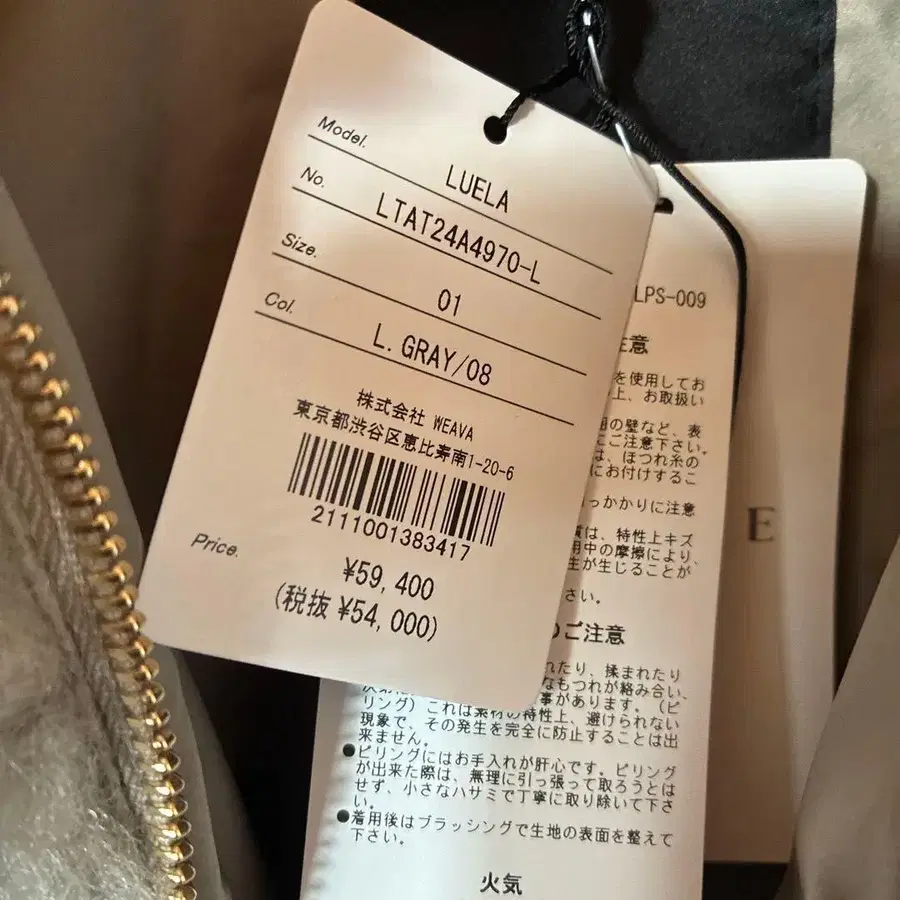 Model.
LUELA
No.
LTAT24A4970-L
Size.
01
Col.
L. GRAY/08
株式会社 WEAVA
東京都渋谷区恵比寿南1-20-6
2111001383417
Price.
¥59,400
(税抜 ¥54,000)
LPS-009
注意
を使用してお
上、お取扱い
用の壁など、表
にご注意下さい。
は、ほつれ糸の
にお付けするこ
っかかりに注意
質は、特性上キズ
用中の摩擦により、
生が生じることが
さい。
のご注意
れたり、揉まれたり
なもつれが絡み合い、
事があります。（ピ
リング）これは素材の特性上、避けられない
現象で、その発生を完全に防止することは出
来ません。
●ピリングにはお手入れが肝心です。ピリング
が出来た際は、無理に引っ張って取ろうとは
せず、小さなハサミで丁寧に取り除いて下さ
い。
●着用後はブラッシングで生地の表面を整えて
下さい。
火気
E